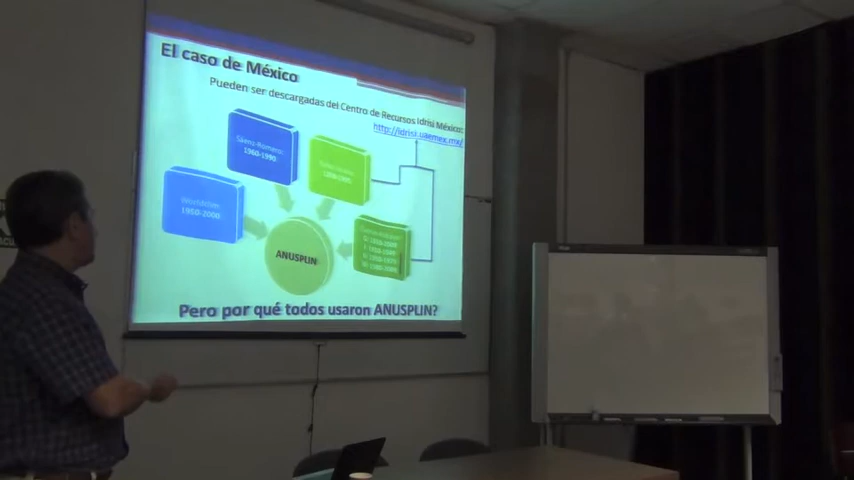 El caso de México
Pueden ser descargadas del Centro de Recursos Idrisi México:
http://idrisi.uaemex.mx/
Sáenz-Romero:
1960-1990
WorldClim
1950-2000
ANUSPLIN
Pero por qué todos usaron ANUSPLIN?